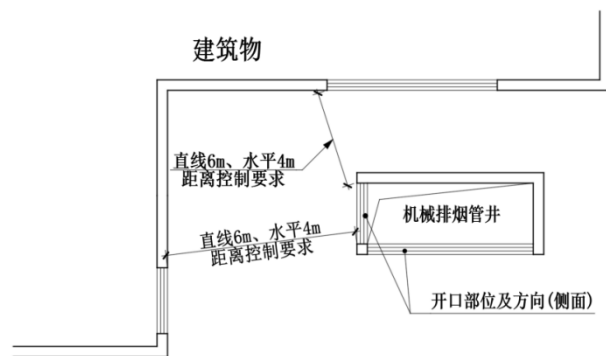 建筑物
直线6m、水平4m
距离控制要求
机械排烟管井
直线6m、水平4m
距离控制要求
开口部位及方向(侧面)